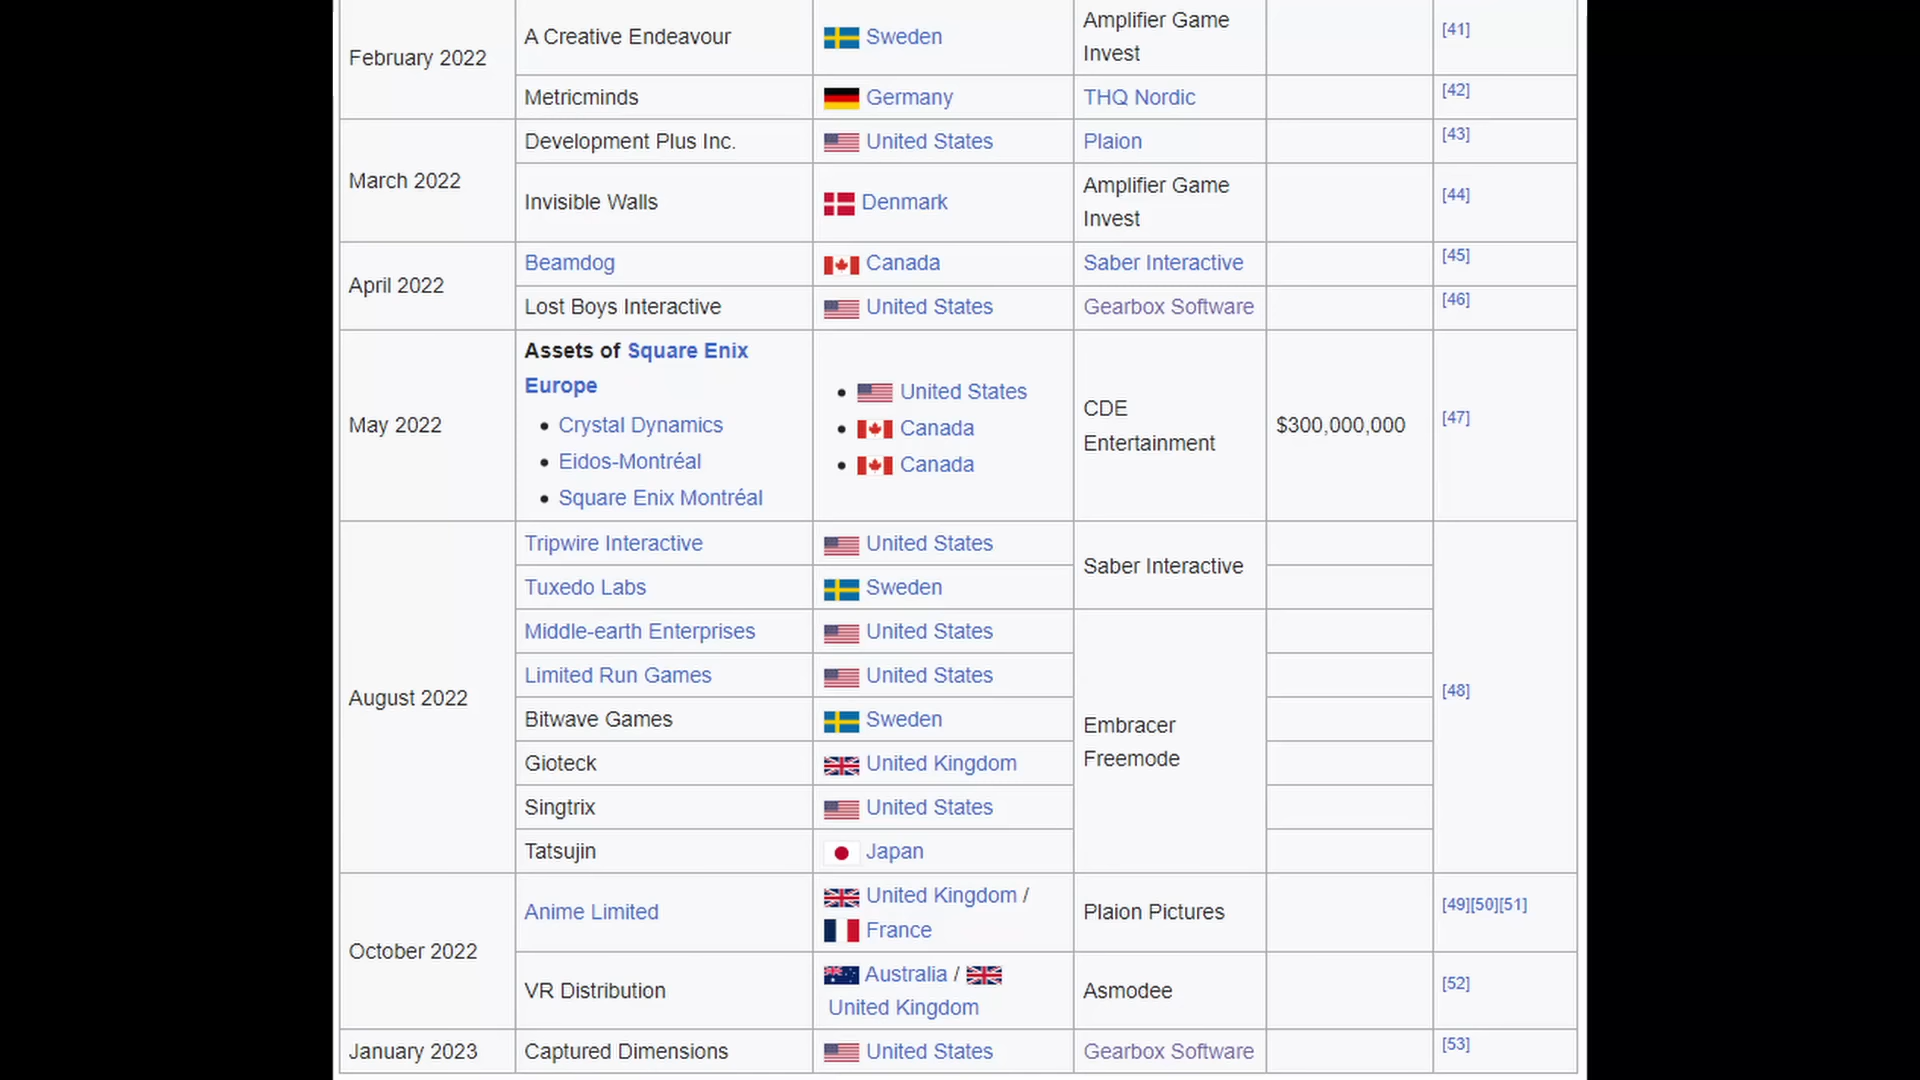 February 2022
A Creative Endeavour
Sweden
Amplifier Game
Invest
[41]
Metricminds
Germany
THQ Nordic
[42]
March 2022
Development Plus Inc.
United States
Plaion
[43]
Invisible Walls
Denmark
Amplifier Game
Invest
[44]
April 2022
Beamdog
Canada
Saber Interactive
[45]
Lost Boys Interactive
United States
Gearbox Software
[46]
May 2022
Assets of Square Enix
Europe
• Crystal Dynamics
• Eidos-Montréal
• Square Enix Montréal
• United States
• Canada
• Canada
CDE
Entertainment
$300,000,000
[47]
August 2022
Tripwire Interactive
United States
Saber Interactive
[48]
Tuxedo Labs
Sweden
Middle-earth Enterprises
United States
Embracer
Freemode
Limited Run Games
United States
Bitwave Games
Sweden
Gioteck
United Kingdom
Singtrix
United States
Tatsujin
Japan
October 2022
Anime Limited
United Kingdom /
France
Plaion Pictures
[49][50][51]
VR Distribution
Australia /
United Kingdom
Asmodee
[52]
January 2023
Captured Dimensions
United States
Gearbox Software
[53]